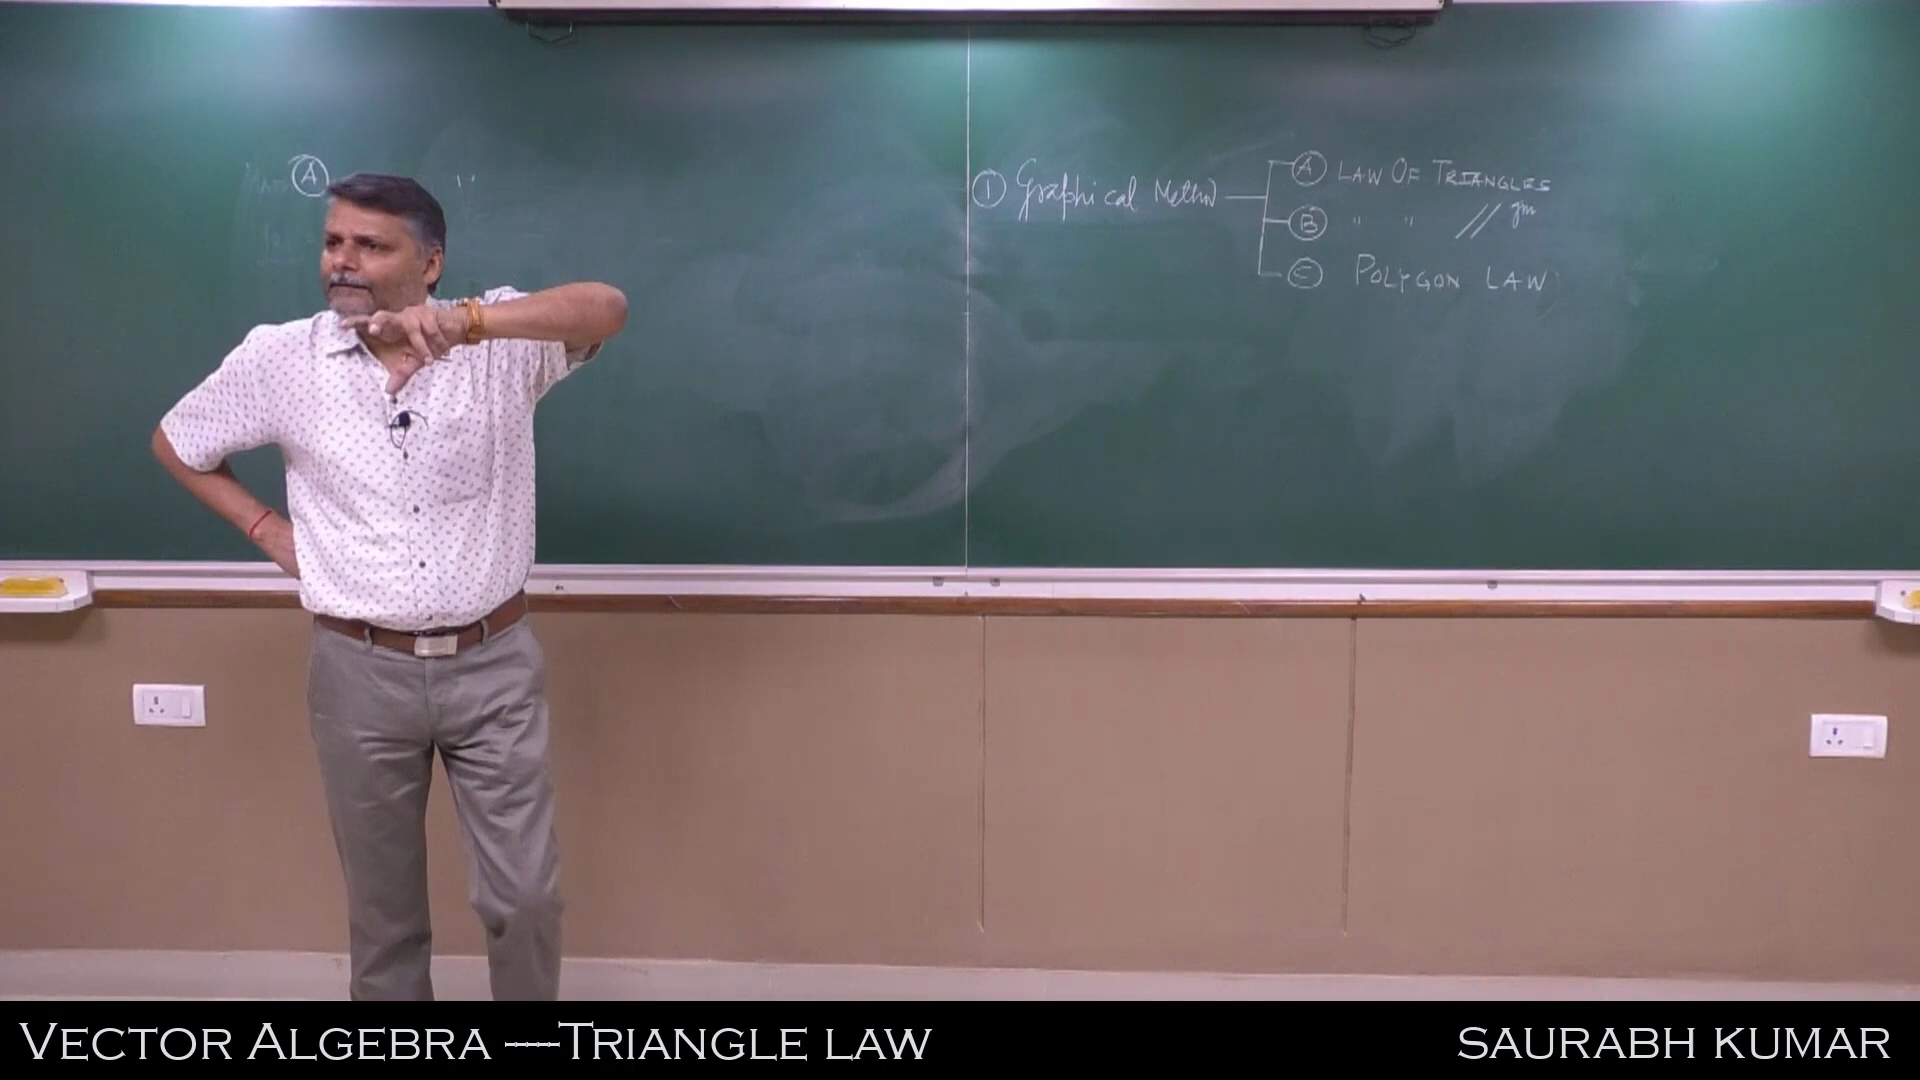 A
① Graphical Method
A LAW OF TRIANGLES
B " " // gm
C POLYGON LAW
VECTOR ALGEBRA ----TRIANGLE LAW
SAURABH KUMAR